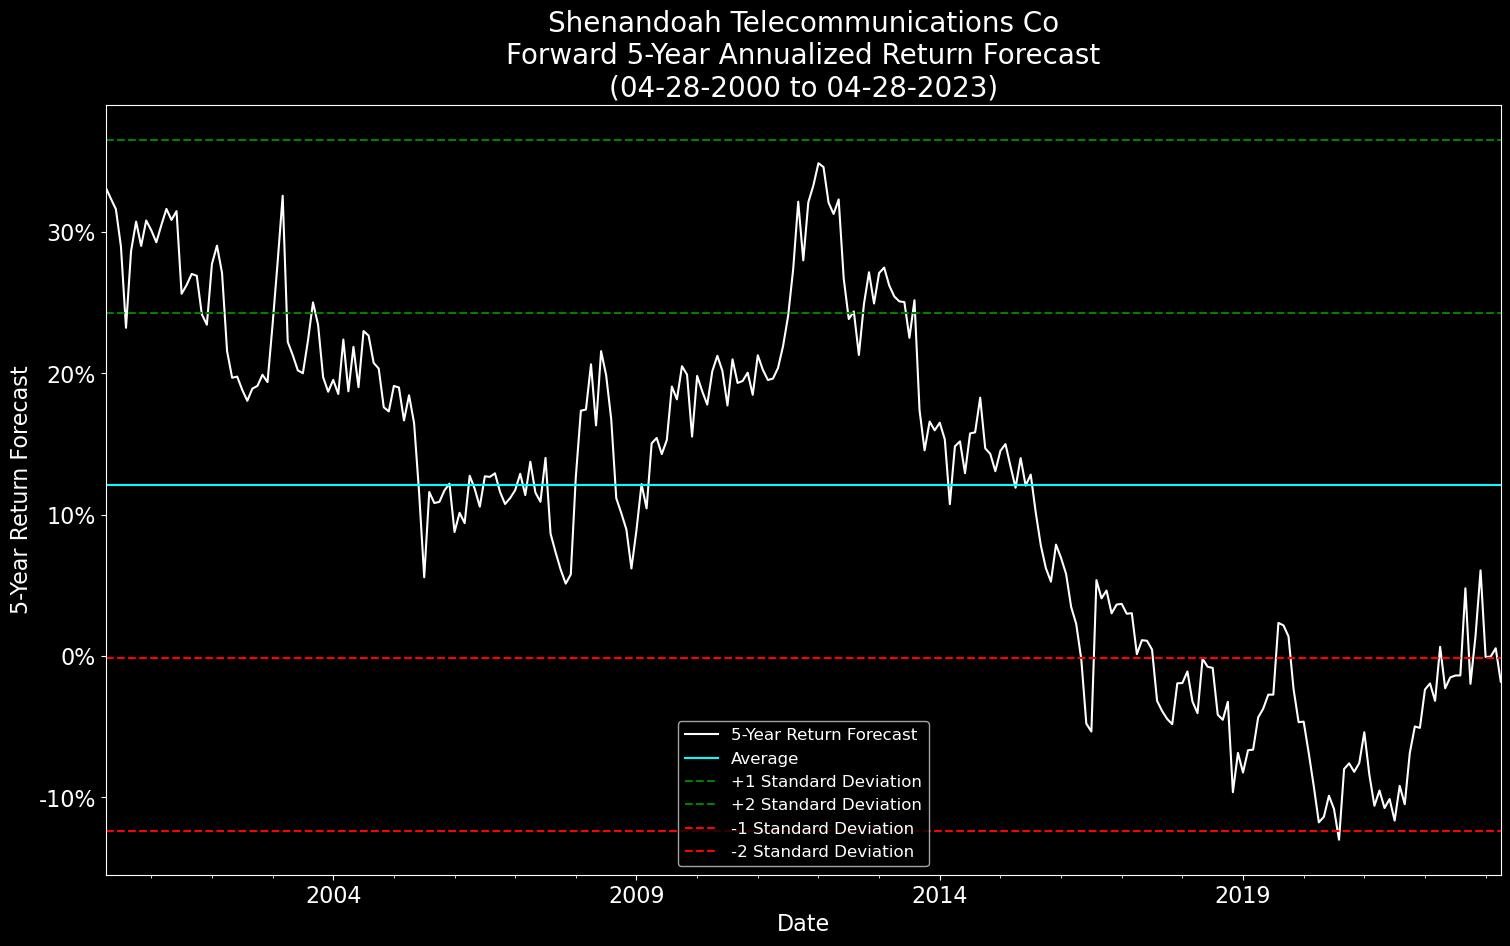 Shenandoah Telecommunications Co
Forward 5-Year Annualized Return Forecast
(04-28-2000 to 04-28-2023)
5-Year Return Forecast
30%
20%
10%
0%
-10%
5-Year Return Forecast
Average
+1 Standard Deviation
+2 Standard Deviation
-1 Standard Deviation
-2 Standard Deviation
2004
2009
2014
2019
Date